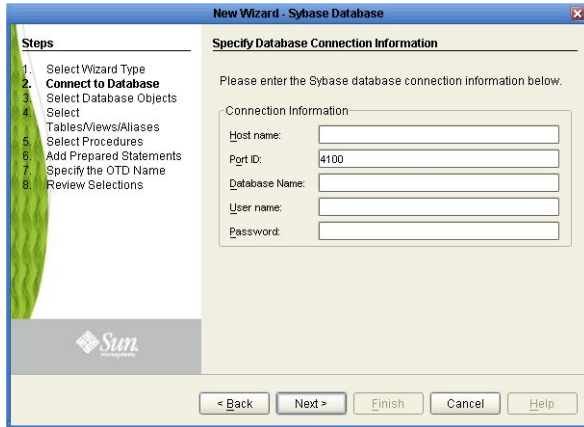 New Wizard - Sybase Database
Steps
1. Select Wizard Type
2. Connect to Database
3. Select Database Objects
4. Select
Tables/Views/Aliases
5. Select Procedures
6. Add Prepared Statements
7. Specify the OTD Name
8. Review Selections
Sun
microsystems
Specify Database Connection Information
Please enter the Sybase database connection information below.
Connection Information
Host name:
Port ID: 4100
Database Name:
User name:
Password:
< Back Next > Finish Cancel Help